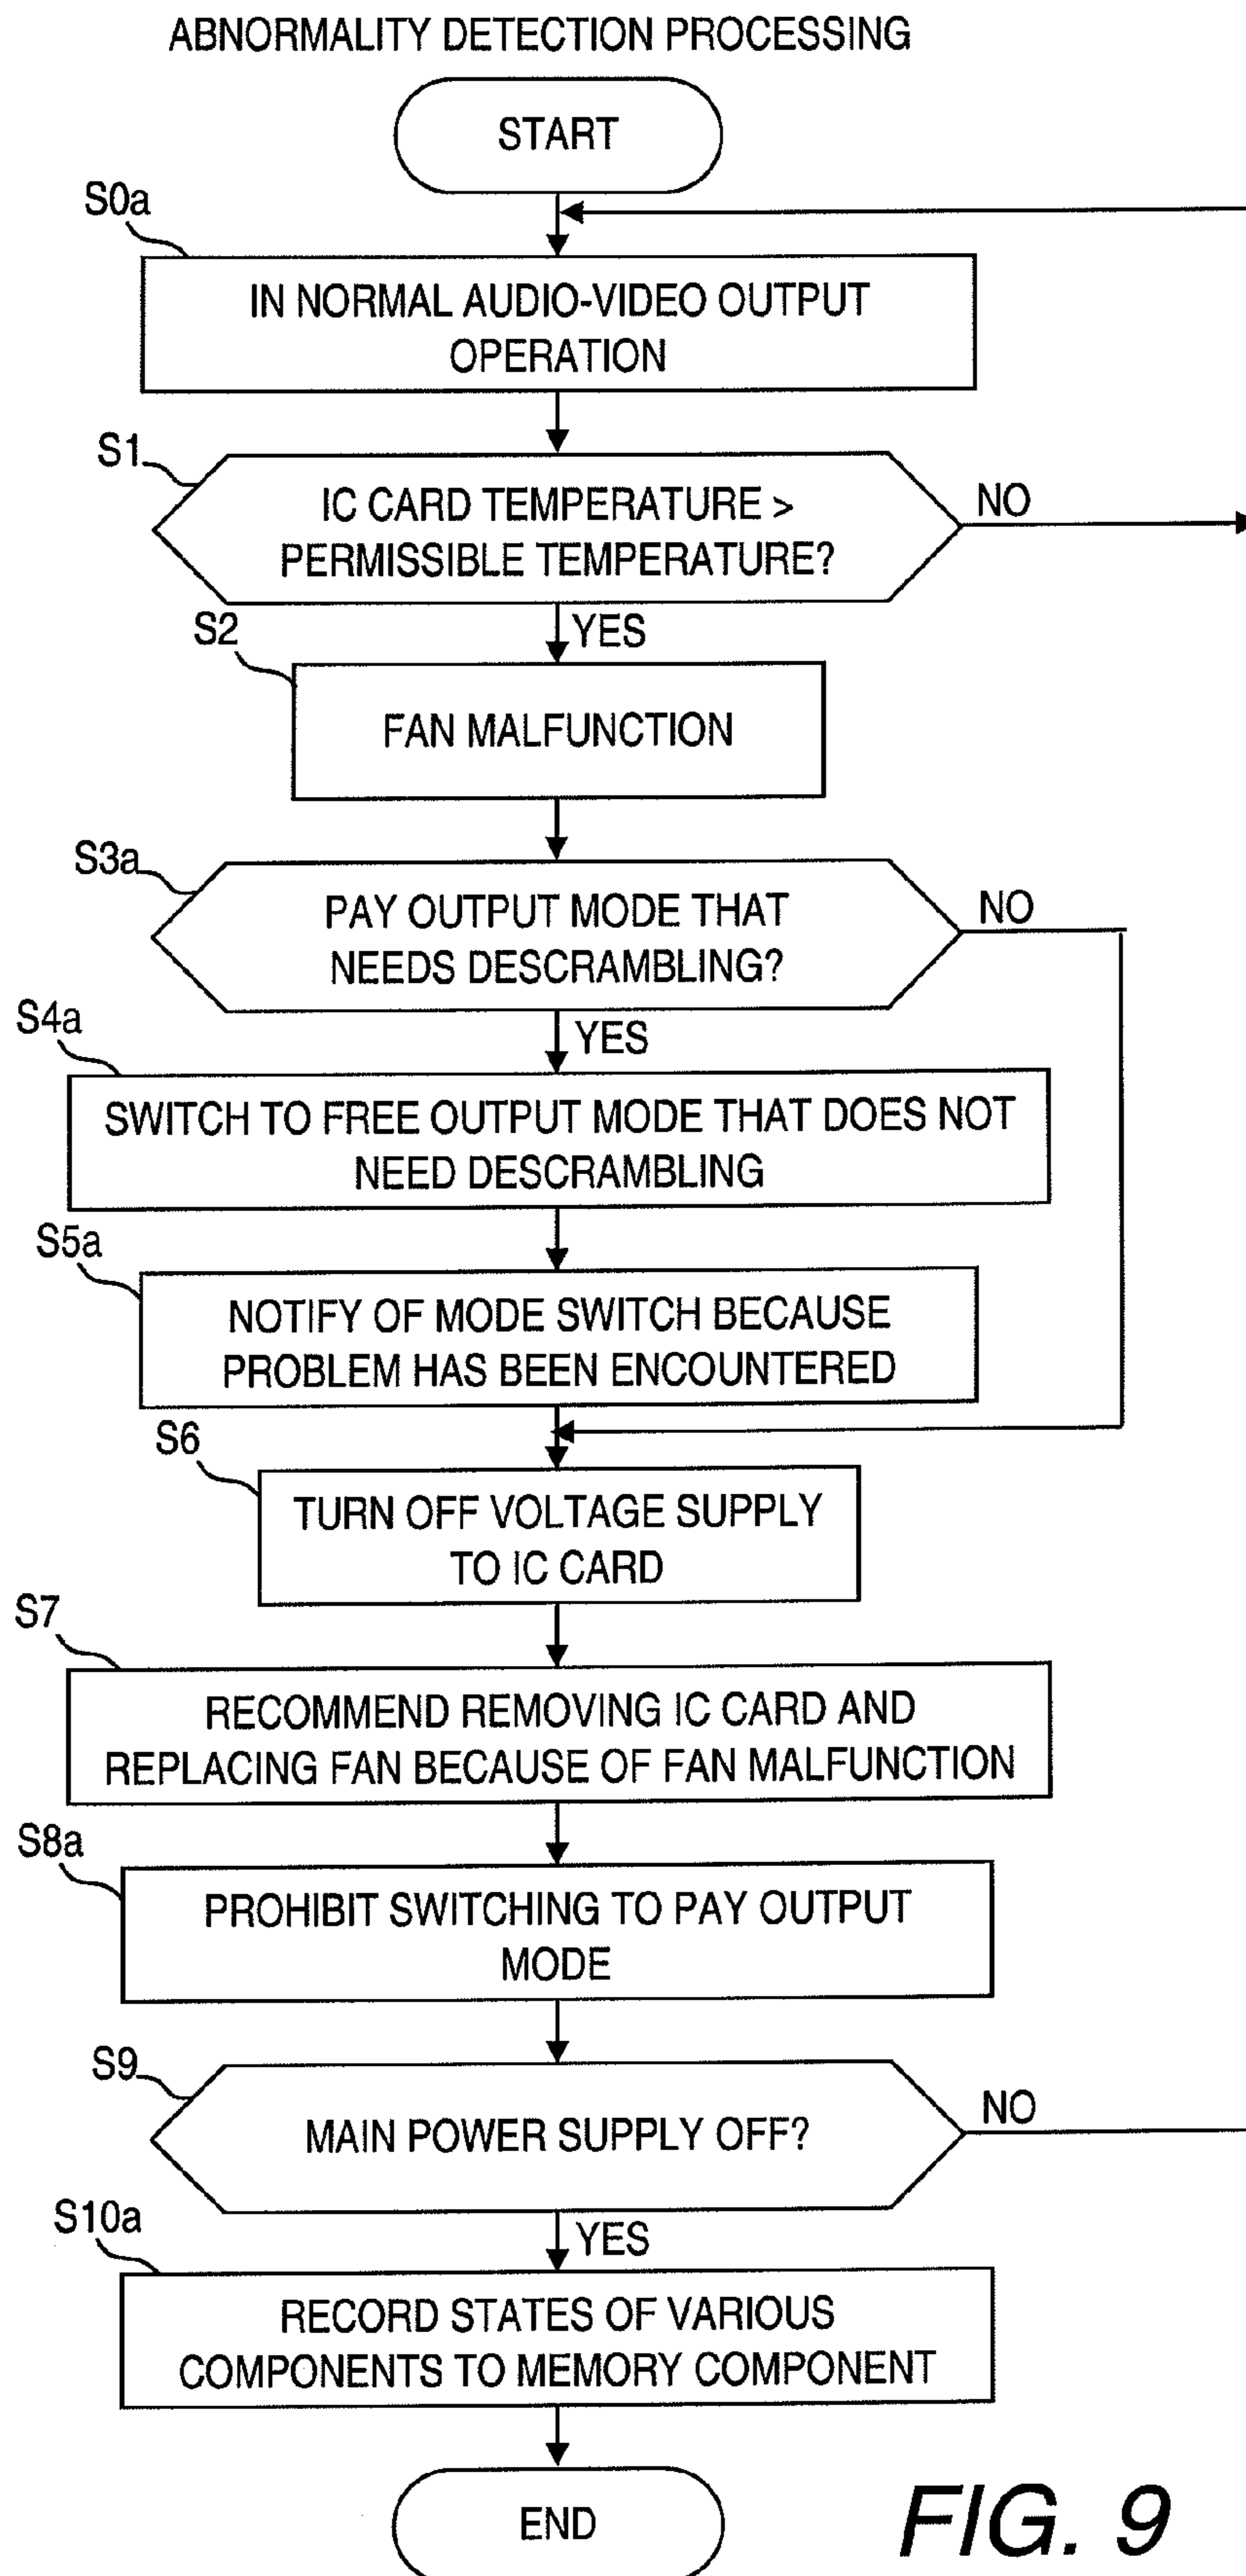 ABNORMALITY DETECTION PROCESSING
START
S0a
IN NORMAL AUDIO-VIDEO OUTPUT
OPERATION
S1
IC CARD TEMPERATURE >
PERMISSIBLE TEMPERATURE?
NO
YES
S2
FAN MALFUNCTION
S3a
PAY OUTPUT MODE THAT
NEEDS DESCRAMBLING?
NO
YES
S4a
SWITCH TO FREE OUTPUT MODE THAT DOES NOT
NEED DESCRAMBLING
S5a
NOTIFY OF MODE SWITCH BECAUSE
PROBLEM HAS BEEN ENCOUNTERED
S6
TURN OFF VOLTAGE SUPPLY
TO IC CARD
S7
RECOMMEND REMOVING IC CARD AND
REPLACING FAN BECAUSE OF FAN MALFUNCTION
S8a
PROHIBIT SWITCHING TO PAY OUTPUT
MODE
S9
MAIN POWER SUPPLY OFF?
NO
YES
S10a
RECORD STATES OF VARIOUS
COMPONENTS TO MEMORY COMPONENT
END
FIG. 9